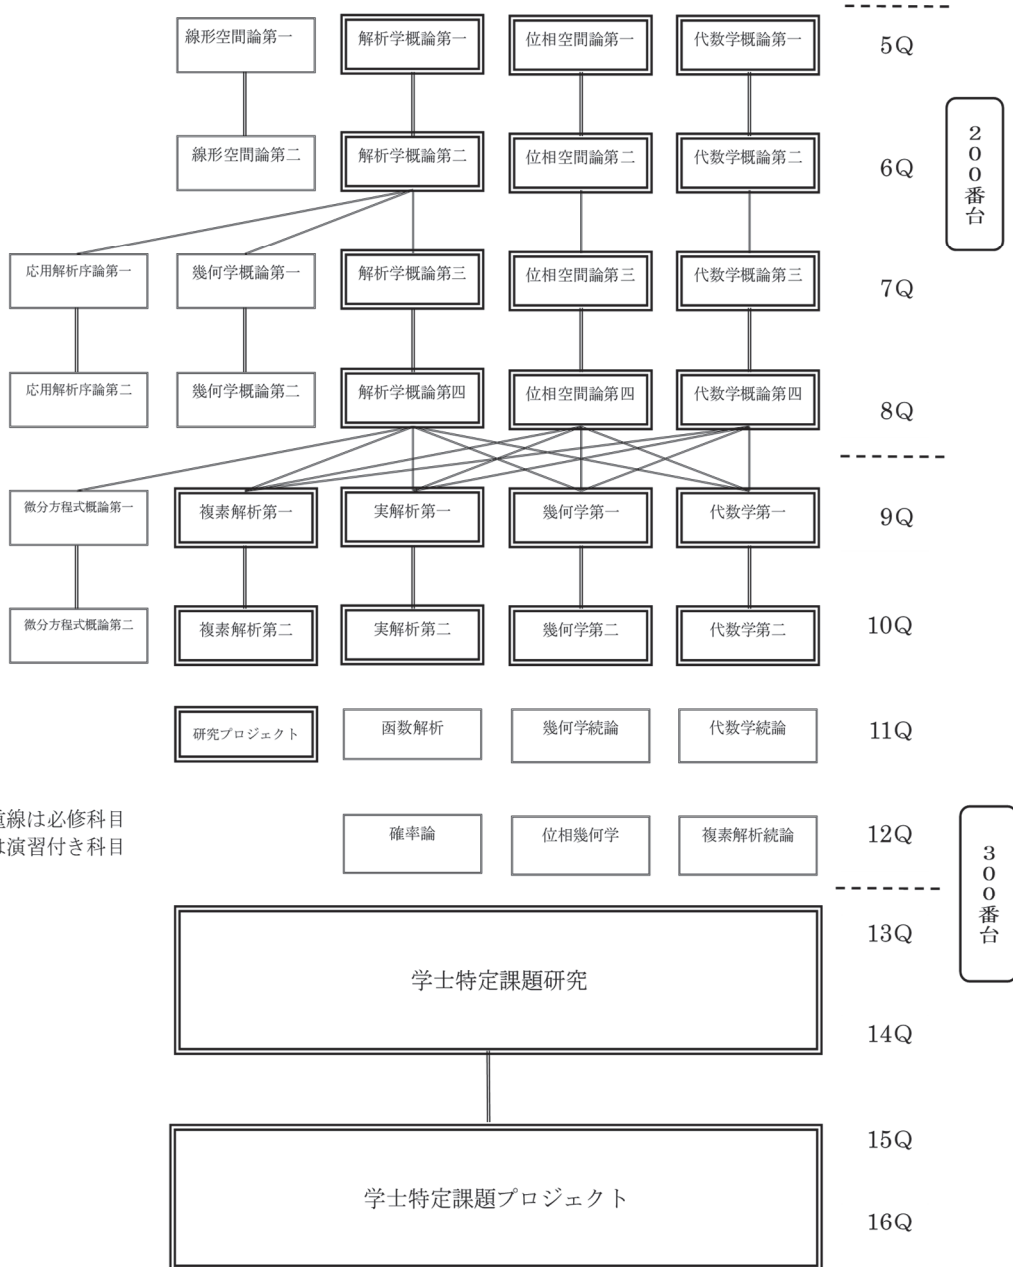 線形空間論第一 解析学概論第一 位相空間論第一 代数学概論第一 5Q
線形空間論第二 解析学概論第二 位相空間論第二 代数学概論第二 6Q
200番台
応用解析序論第一 幾何学概論第一 解析学概論第三 位相空間論第三 代数学概論第三 7Q
応用解析序論第二 幾何学概論第二 解析学概論第四 位相空間論第四 代数学概論第四 8Q
微分方程式概論第一 複素解析第一 実解析第一 幾何学第一 代数学第一 9Q
微分方程式概論第二 複素解析第二 実解析第二 幾何学第二 代数学第二 10Q
研究プロジェクト 函数解析 幾何学続論 代数学続論 11Q
重線は必修科目
は演習付き科目
確率論 位相幾何学 複素解析続論 12Q
300番台
13Q
学士特定課題研究
14Q
15Q
学士特定課題プロジェクト
16Q